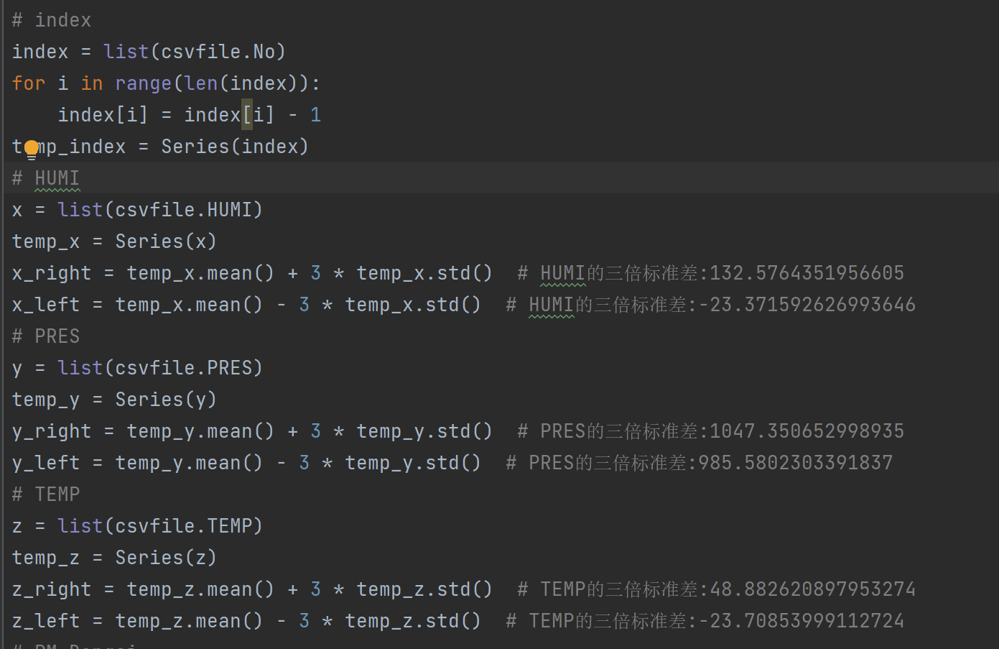 # index
index = list(csvfile.No)
for i in range(len(index)):
    index[i] = index[i] - 1
temp_index = Series(index)
# HUMI
x = list(csvfile.HUMI)
temp_x = Series(x)
x_right = temp_x.mean() + 3 * temp_x.std()  # HUMI的三倍标准差:132.5764351956605
x_left = temp_x.mean() - 3 * temp_x.std()  # HUMI的三倍标准差:-23.371592626993646
# PRES
y = list(csvfile.PRES)
temp_y = Series(y)
y_right = temp_y.mean() + 3 * temp_y.std()  # PRES的三倍标准差:1047.350652998935
y_left = temp_y.mean() - 3 * temp_y.std()  # PRES的三倍标准差:985.5802303391837
# TEMP
z = list(csvfile.TEMP)
temp_z = Series(z)
z_right = temp_z.mean() + 3 * temp_z.std()  # TEMP的三倍标准差:48.882620897953274
z_left = temp_z.mean() - 3 * temp_z.std()  # TEMP的三倍标准差:-23.70853999112724